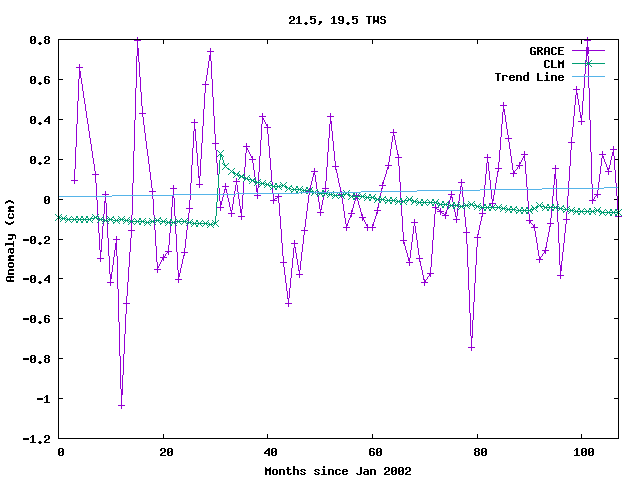 21.5, 19.5 TWS
GRACE
CLM
Trend Line
0.8
0.6
0.4
0.2
0
-0.2
-0.4
-0.6
-0.8
-1
-1.2
Anomaly (cm)
0 20 40 60 80 100
Months since Jan 2002